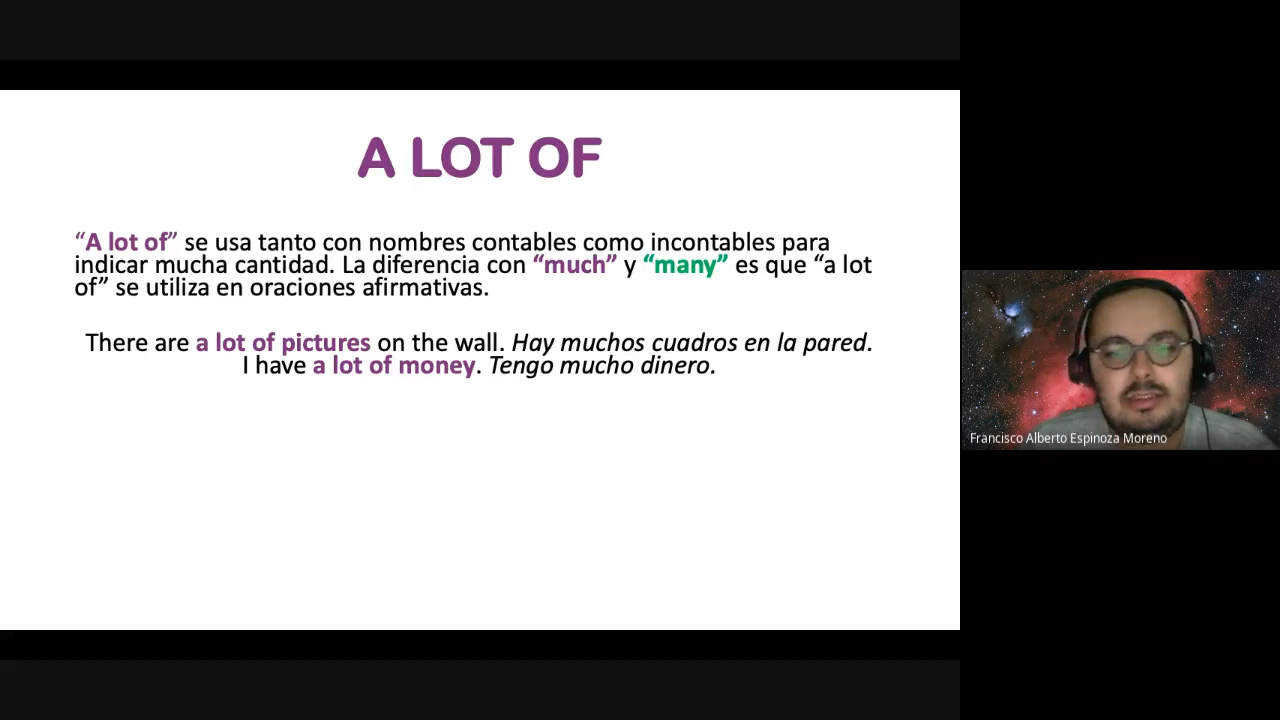 A LOT OF
“A lot of” se usa tanto con nombres contables como incontables para
indicar mucha cantidad. La diferencia con “much” y “many” es que “a lot
of” se utiliza en oraciones afirmativas.
There are a lot of pictures on the wall. Hay muchos cuadros en la pared.
I have a lot of money. Tengo mucho dinero.
Francisco Alberto Espinoza Moreno